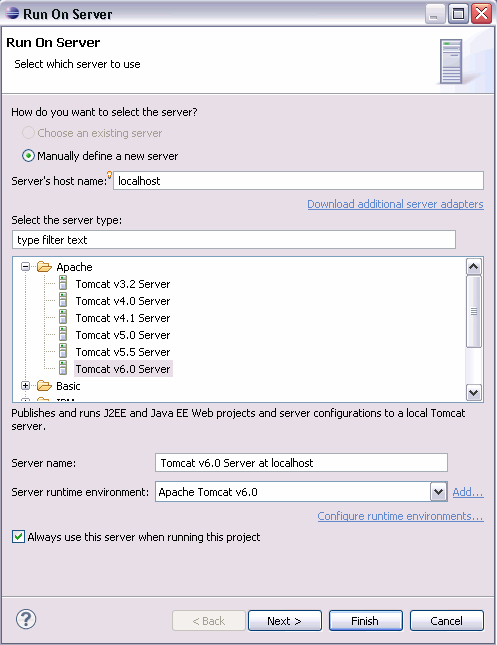 Run On Server
Run On Server
Select which server to use
How do you want to select the server?
Choose an existing server
Manually define a new server
Server's host name: localhost
Download additional server adapters
Select the server type:
type filter text
Apache
Tomcat v3.2 Server
Tomcat v4.0 Server
Tomcat v4.1 Server
Tomcat v5.0 Server
Tomcat v5.5 Server
Tomcat v6.0 Server
Basic
Publishes and runs J2EE and Java EE Web projects and server configurations to a local Tomcat
server.
Server name: Tomcat v6.0 Server at localhost
Server runtime environment: Apache Tomcat v6.0 Add...
Configure runtime environments...
Always use this server when running this project
? < Back Next > Finish Cancel